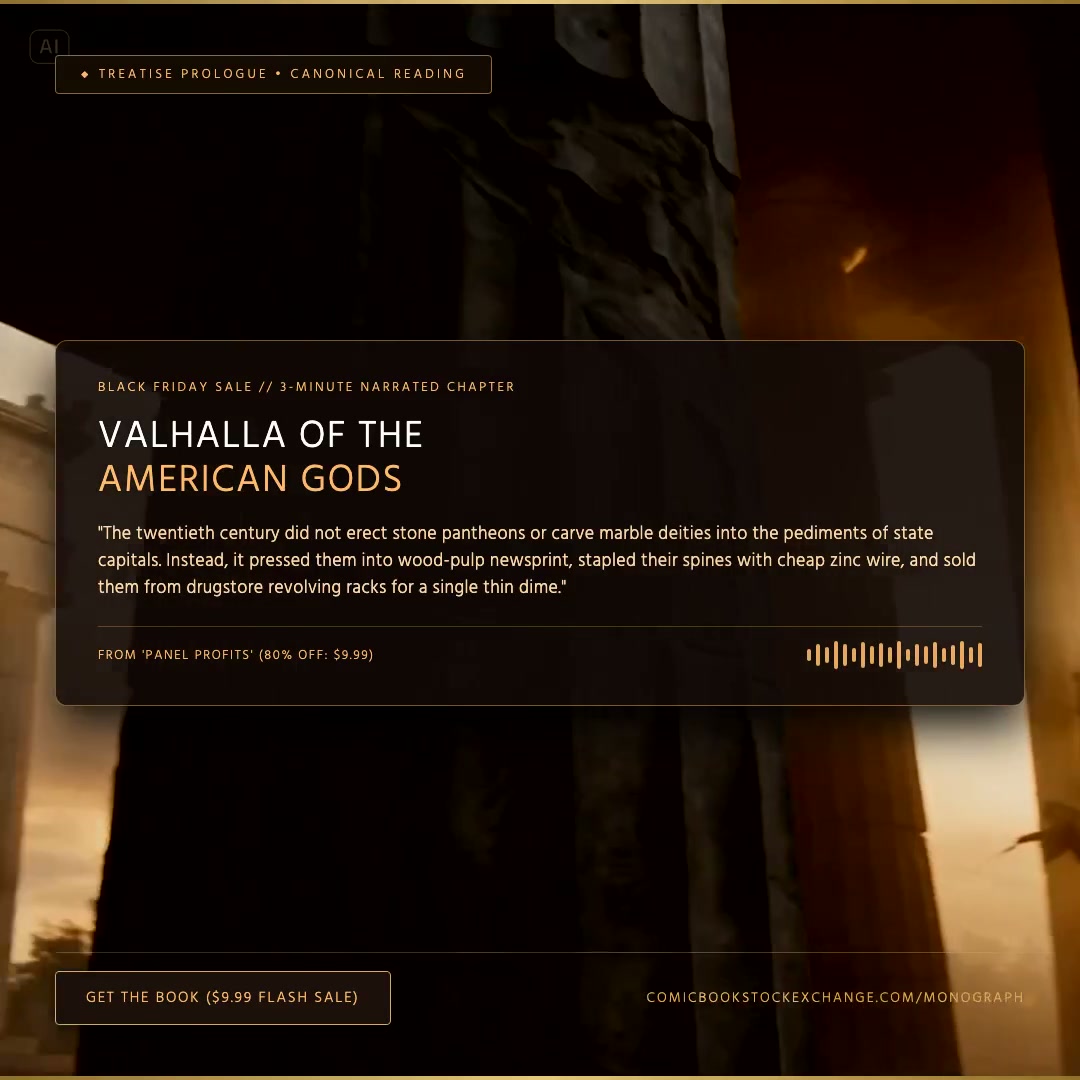 AI
◆ TREATISE PROLOGUE • CANONICAL READING
BLACK FRIDAY SALE // 3-MINUTE NARRATED CHAPTER
VALHALLA OF THE
AMERICAN GODS
"The twentieth century did not erect stone pantheons or carve marble deities into the pediments of state
capitals. Instead, it pressed them into wood-pulp newsprint, stapled their spines with cheap zinc wire, and sold
them from drugstore revolving racks for a single thin dime."
FROM 'PANEL PROFITS' (80% OFF: $9.99)
GET THE BOOK ($9.99 FLASH SALE)
COMICBOOKSTOCKEXCHANGE.COM/MONOGRAPH